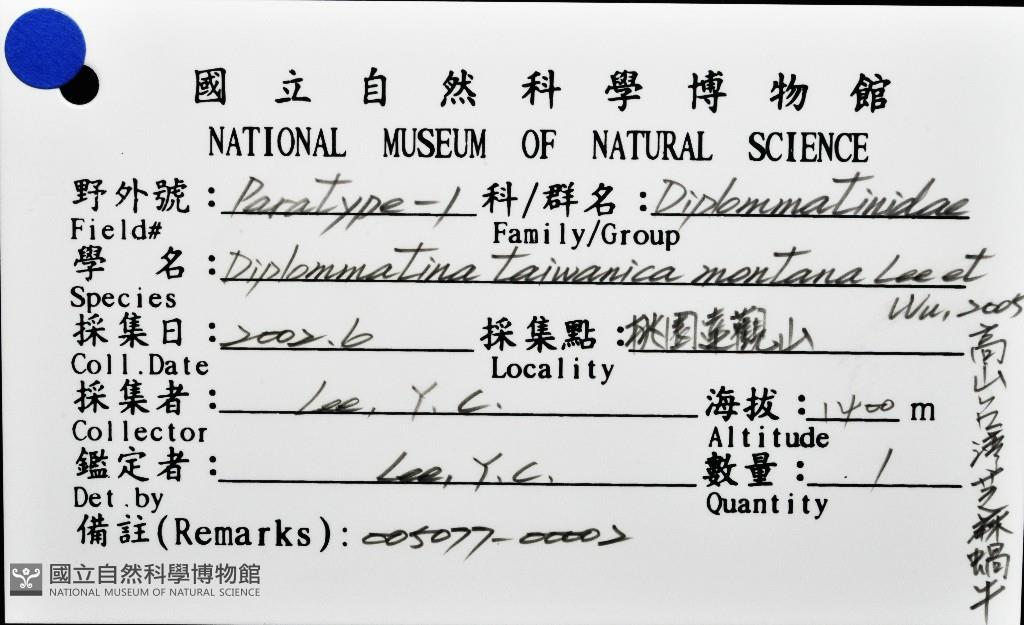 國立自然科學博物館
NATIONAL MUSEUM OF NATURAL SCIENCE
野外號：Paratype-1 科/群名：Diplommatinidae
Field# Family/Group
學名：Diplommatina taiwanica montana Lee et
Wu, 2005
Species
採集日：2002.6 採集點：桃園蓮觀山
Coll.Date Locality
採集者：Lee, Y. C. 海拔：1400 m
Collector Altitude
鑑定者：Lee, Y. C. 數量：1
Det.by Quantity
備註(Remarks)：005077-00002
高山台灣芝麻蝸牛
國立自然科學博物館
NATIONAL MUSEUM OF NATURAL SCIENCE